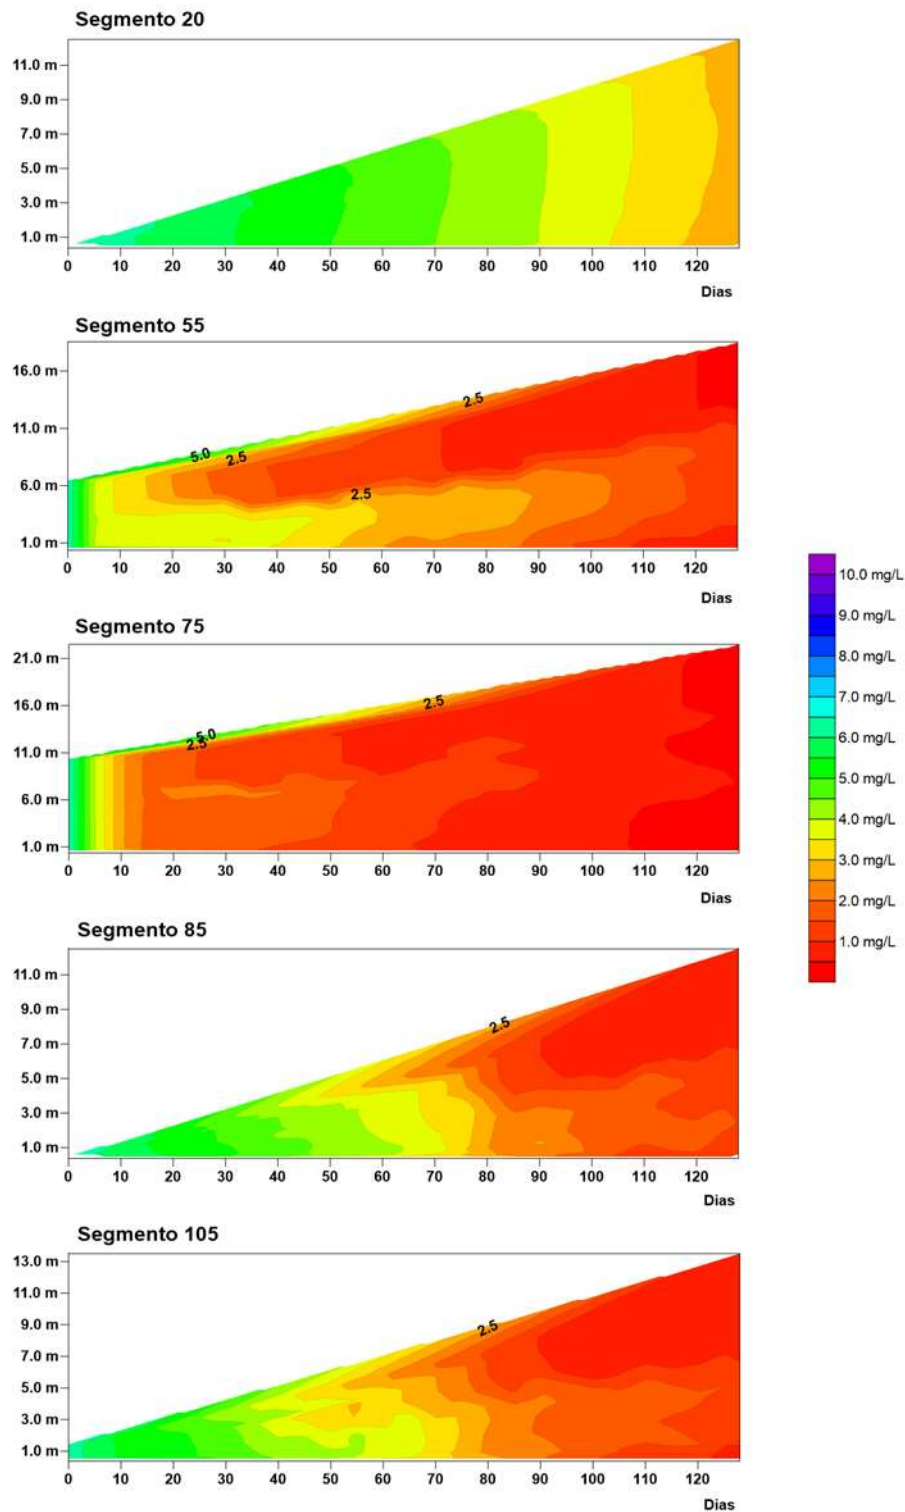 Segmento 20
11.0 m
9.0 m
7.0 m
5.0 m
3.0 m
1.0 m
0 10 20 30 40 50 60 70 80 90 100 110 120
Dias
Segmento 55
16.0 m
11.0 m
6.0 m
1.0 m
2.5
5.0
2.5
2.5
0 10 20 30 40 50 60 70 80 90 100 110 120
Dias
Segmento 75
21.0 m
16.0 m
11.0 m
6.0 m
1.0 m
2.5
5.0
2.5
0 10 20 30 40 50 60 70 80 90 100 110 120
Dias
10.0 mg/L
9.0 mg/L
8.0 mg/L
7.0 mg/L
6.0 mg/L
5.0 mg/L
4.0 mg/L
3.0 mg/L
2.0 mg/L
1.0 mg/L
Segmento 85
11.0 m
9.0 m
7.0 m
5.0 m
3.0 m
1.0 m
2.5
0 10 20 30 40 50 60 70 80 90 100 110 120
Dias
Segmento 105
13.0 m
11.0 m
9.0 m
7.0 m
5.0 m
3.0 m
1.0 m
2.5
0 10 20 30 40 50 60 70 80 90 100 110 120
Dias